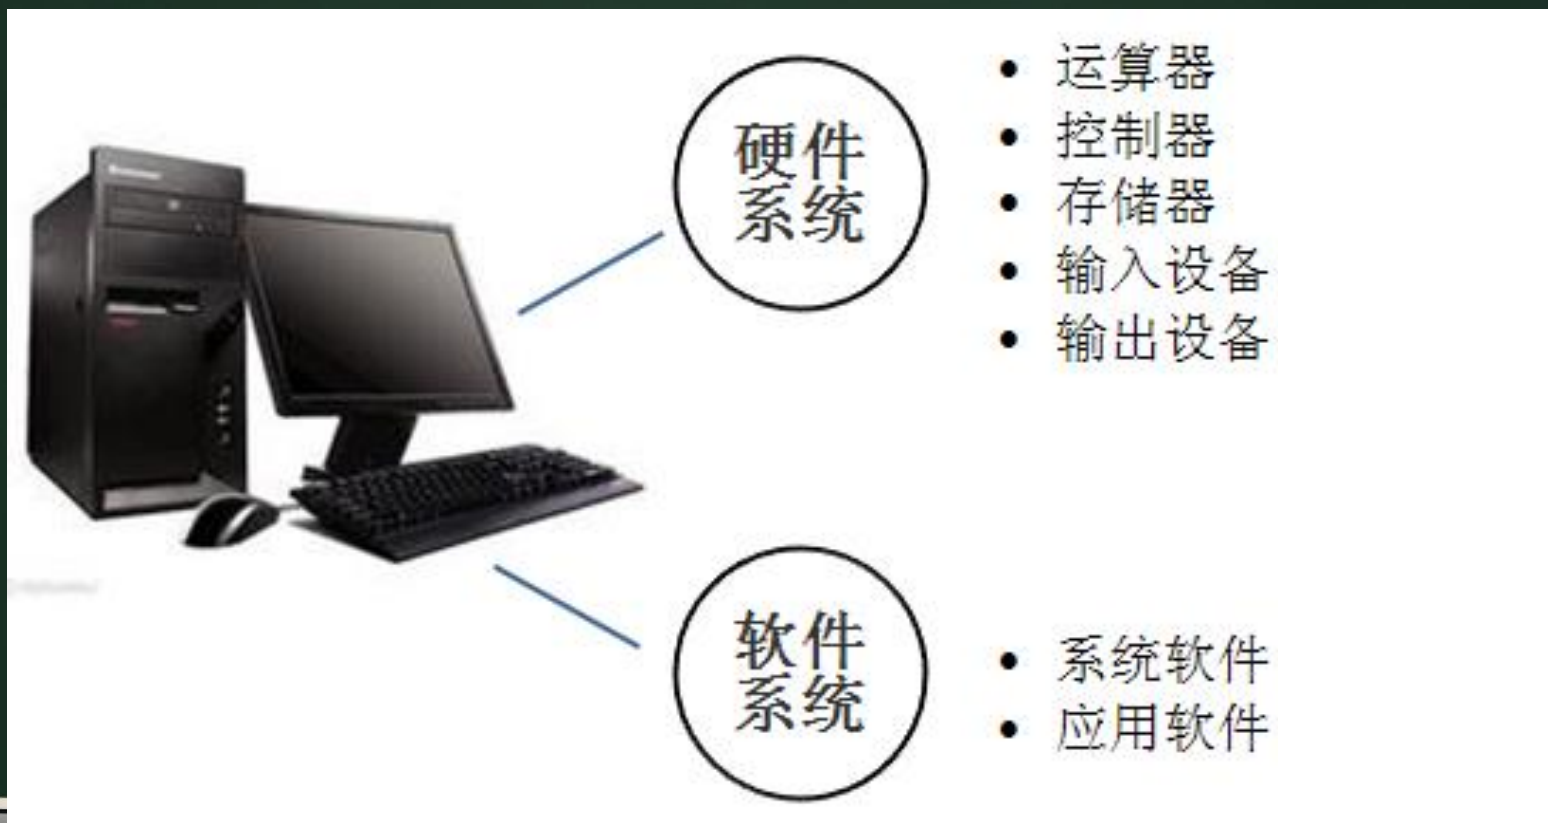 硬件
系统
• 运算器
• 控制器
• 存储器
• 输入设备
• 输出设备
软件
系统
• 系统软件
• 应用软件